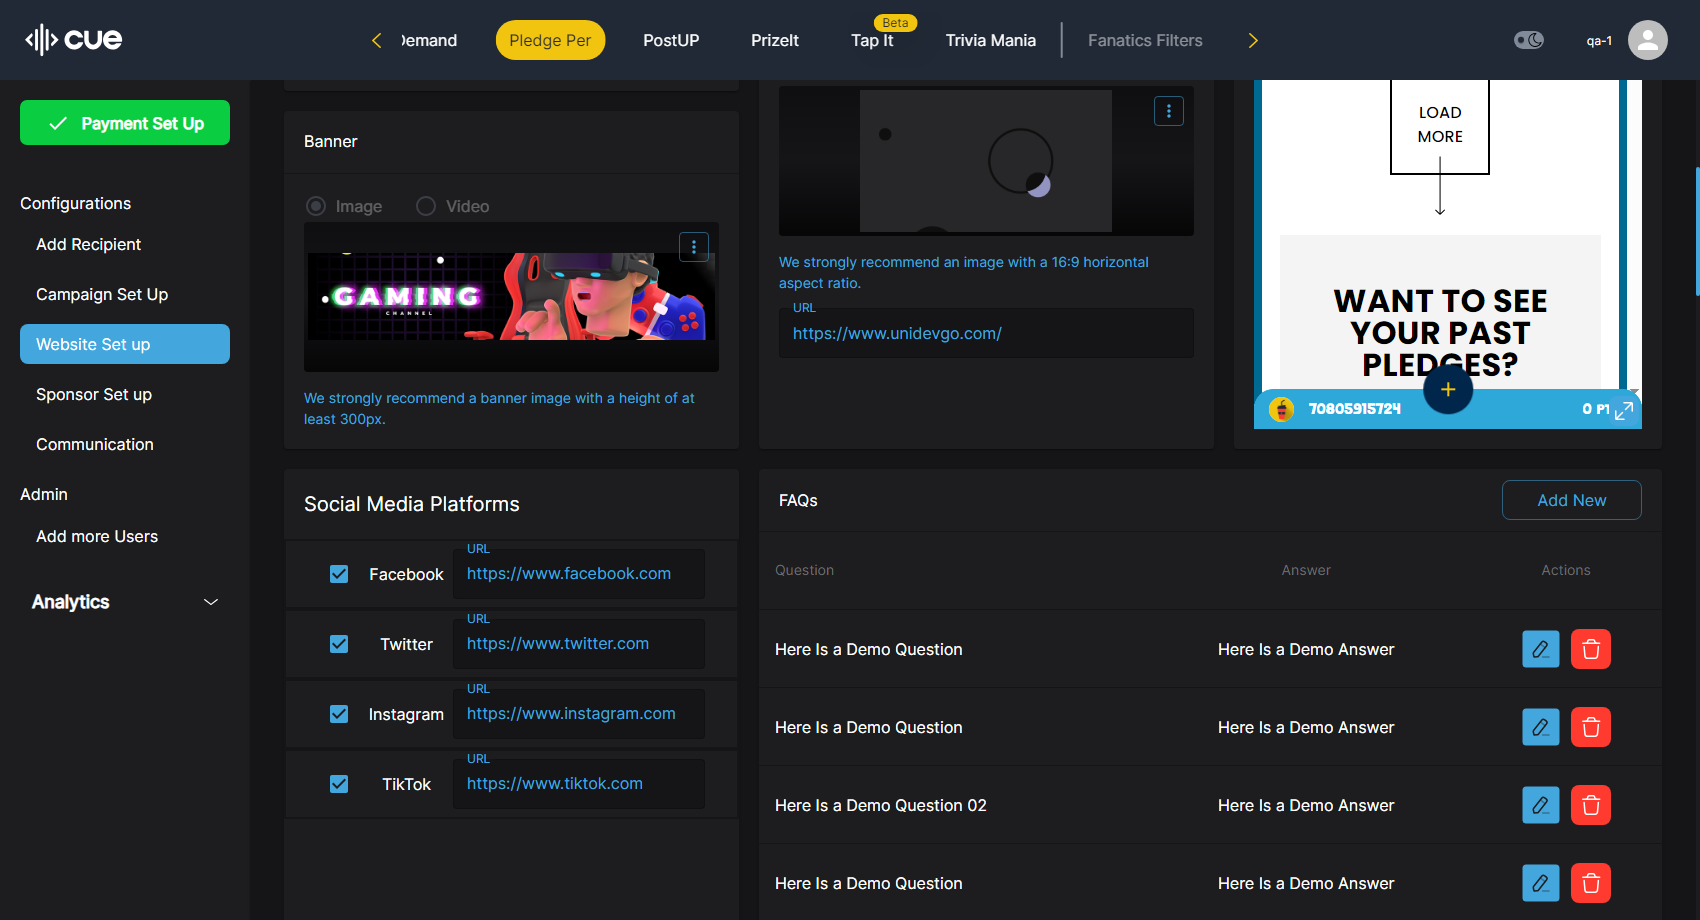 cue
Demand
Pledge Per
PostUP
PrizeIt
Beta
Tap It
Trivia Mania
Fanatics Filters
qa-1
Payment Set Up
Configurations
Add Recipient
Campaign Set Up
Website Set up
Sponsor Set up
Communication
Admin
Add more Users
Analytics
Banner
Image
Video
GAMING
CHANNEL
We strongly recommend a banner image with a height of at
least 300px.
We strongly recommend an image with a 16:9 horizontal
aspect ratio.
URL
https://www.unidevgo.com/
LOAD
MORE
WANT TO SEE
YOUR PAST
PLEDGES?
70805915724
0 PT
Social Media Platforms
Facebook
URL
https://www.facebook.com
Twitter
URL
https://www.twitter.com
Instagram
URL
https://www.instagram.com
TikTok
URL
https://www.tiktok.com
FAQs
Add New
Question Answer Actions
Here Is a Demo Question Here Is a Demo Answer
Here Is a Demo Question Here Is a Demo Answer
Here Is a Demo Question 02 Here Is a Demo Answer
Here Is a Demo Question Here Is a Demo Answer